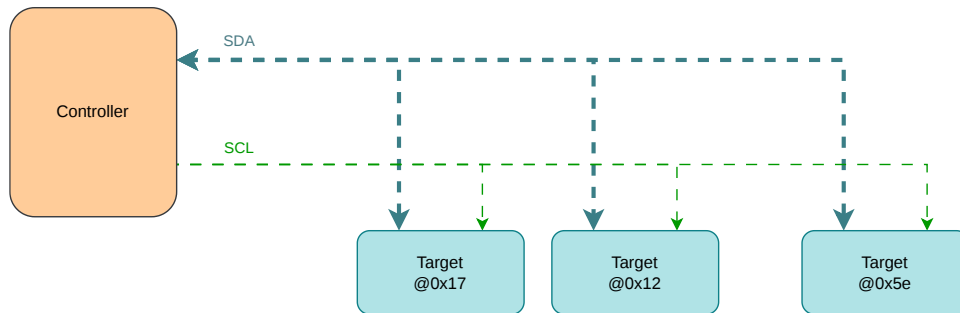 SDA
Controller
SCL
Target
@0x17
Target
@0x12
Target
@0x5e